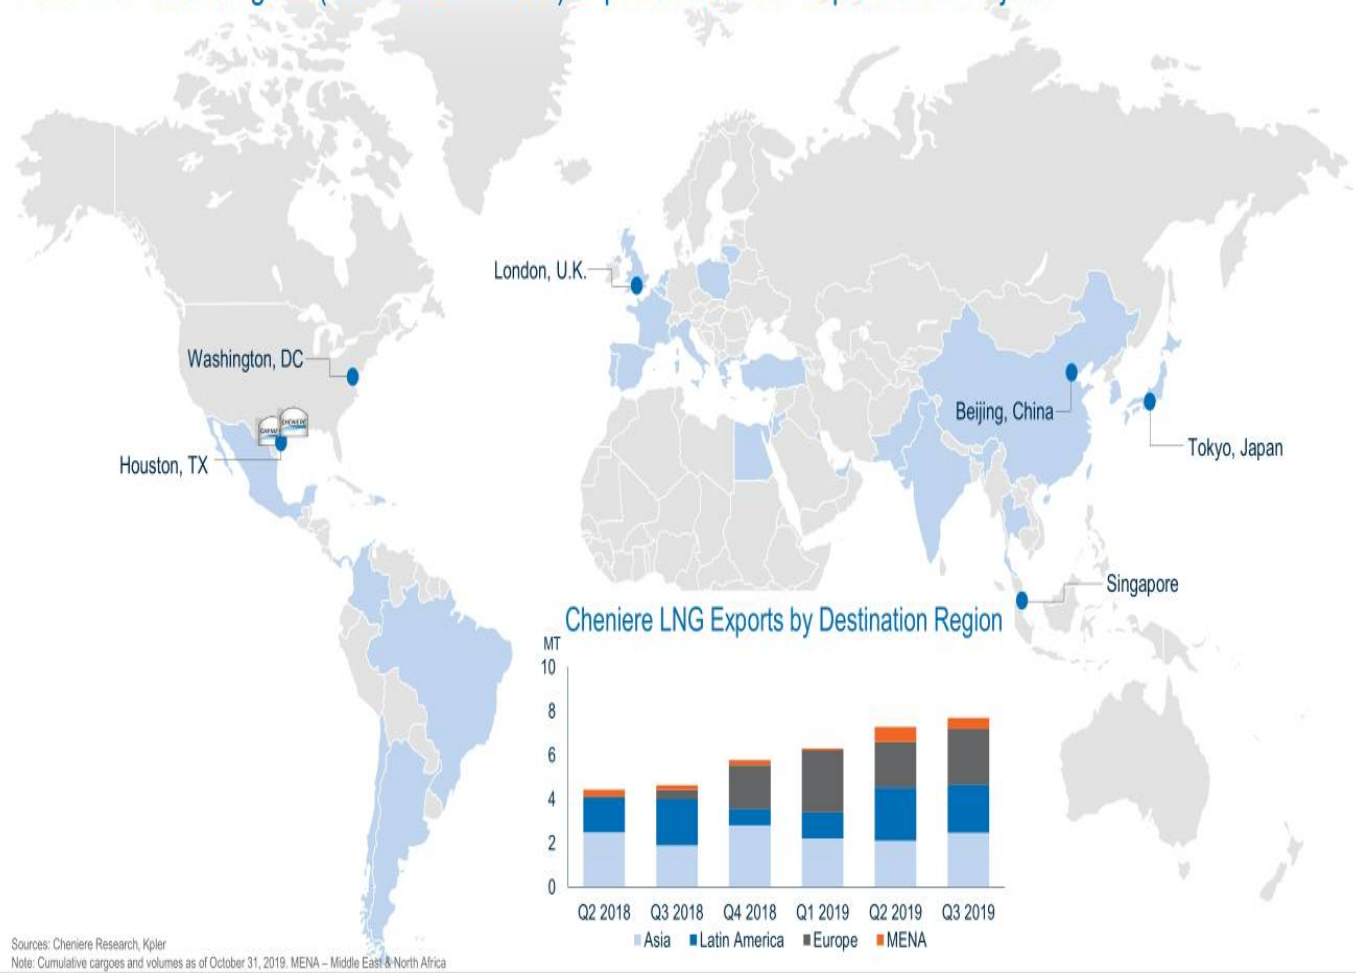 London, U.K.
Washington, DC
CHENIERE
Houston, TX
Beijing, China
Tokyo, Japan
Singapore
Cheniere LNG Exports by Destination Region
MT
10
8
6
4
2
0
Q2 2018 Q3 2018 Q4 2018 Q1 2019 Q2 2019 Q3 2019
Asia Latin America Europe MENA
Sources: Cheniere Research, Kpler
Note: Cumulative cargoes and volumes as of October 31, 2019. MENA – Middle East & North Africa